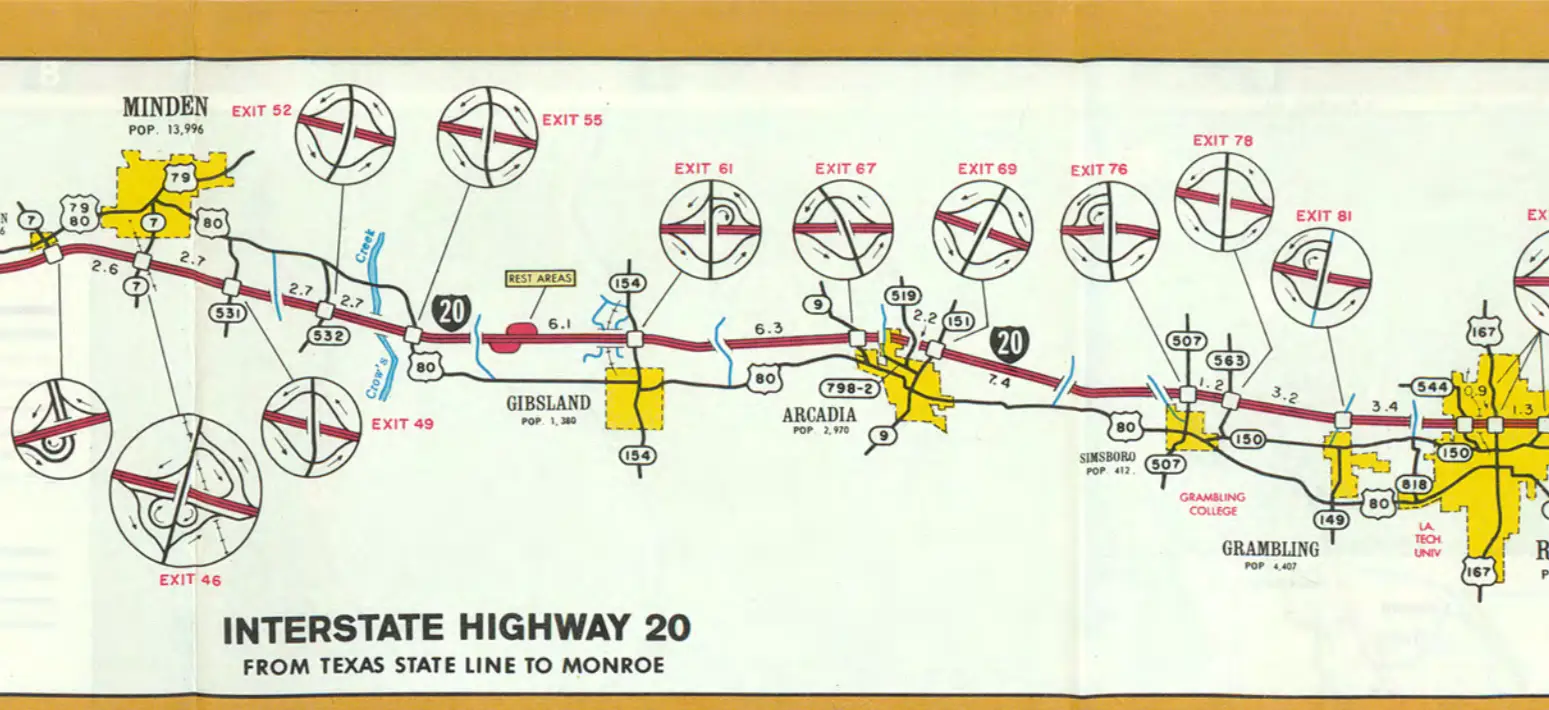 MINDEN
POP. 13,996
EXIT 52
EXIT 55
EXIT 61
EXIT 67
EXIT 69
EXIT 76
EXIT 78
EXIT 81
EX
79
79
80
7
7
7
80
2.6
2.7
531
2.7
532
2.7
Creek
Crow's
20
80
REST AREAS
6.1
154
GIBSLAND
POP. 1,380
154
80
6.3
9
519
2.2
151
798-2
ARCADIA
POP. 2,970
9
20
7.4
80
507
563
1.2
3.2
SIMSBORO
POP 412.
507
150
GRAMBLING
COLLEGE
3.4
544
0.9
167
1.3
150
818
80
149
GRAMBLING
POP 4,407
LA.
TECH
UNIV
167
R
P
EXIT 49
EXIT 46
INTERSTATE HIGHWAY 20
FROM TEXAS STATE LINE TO MONROE